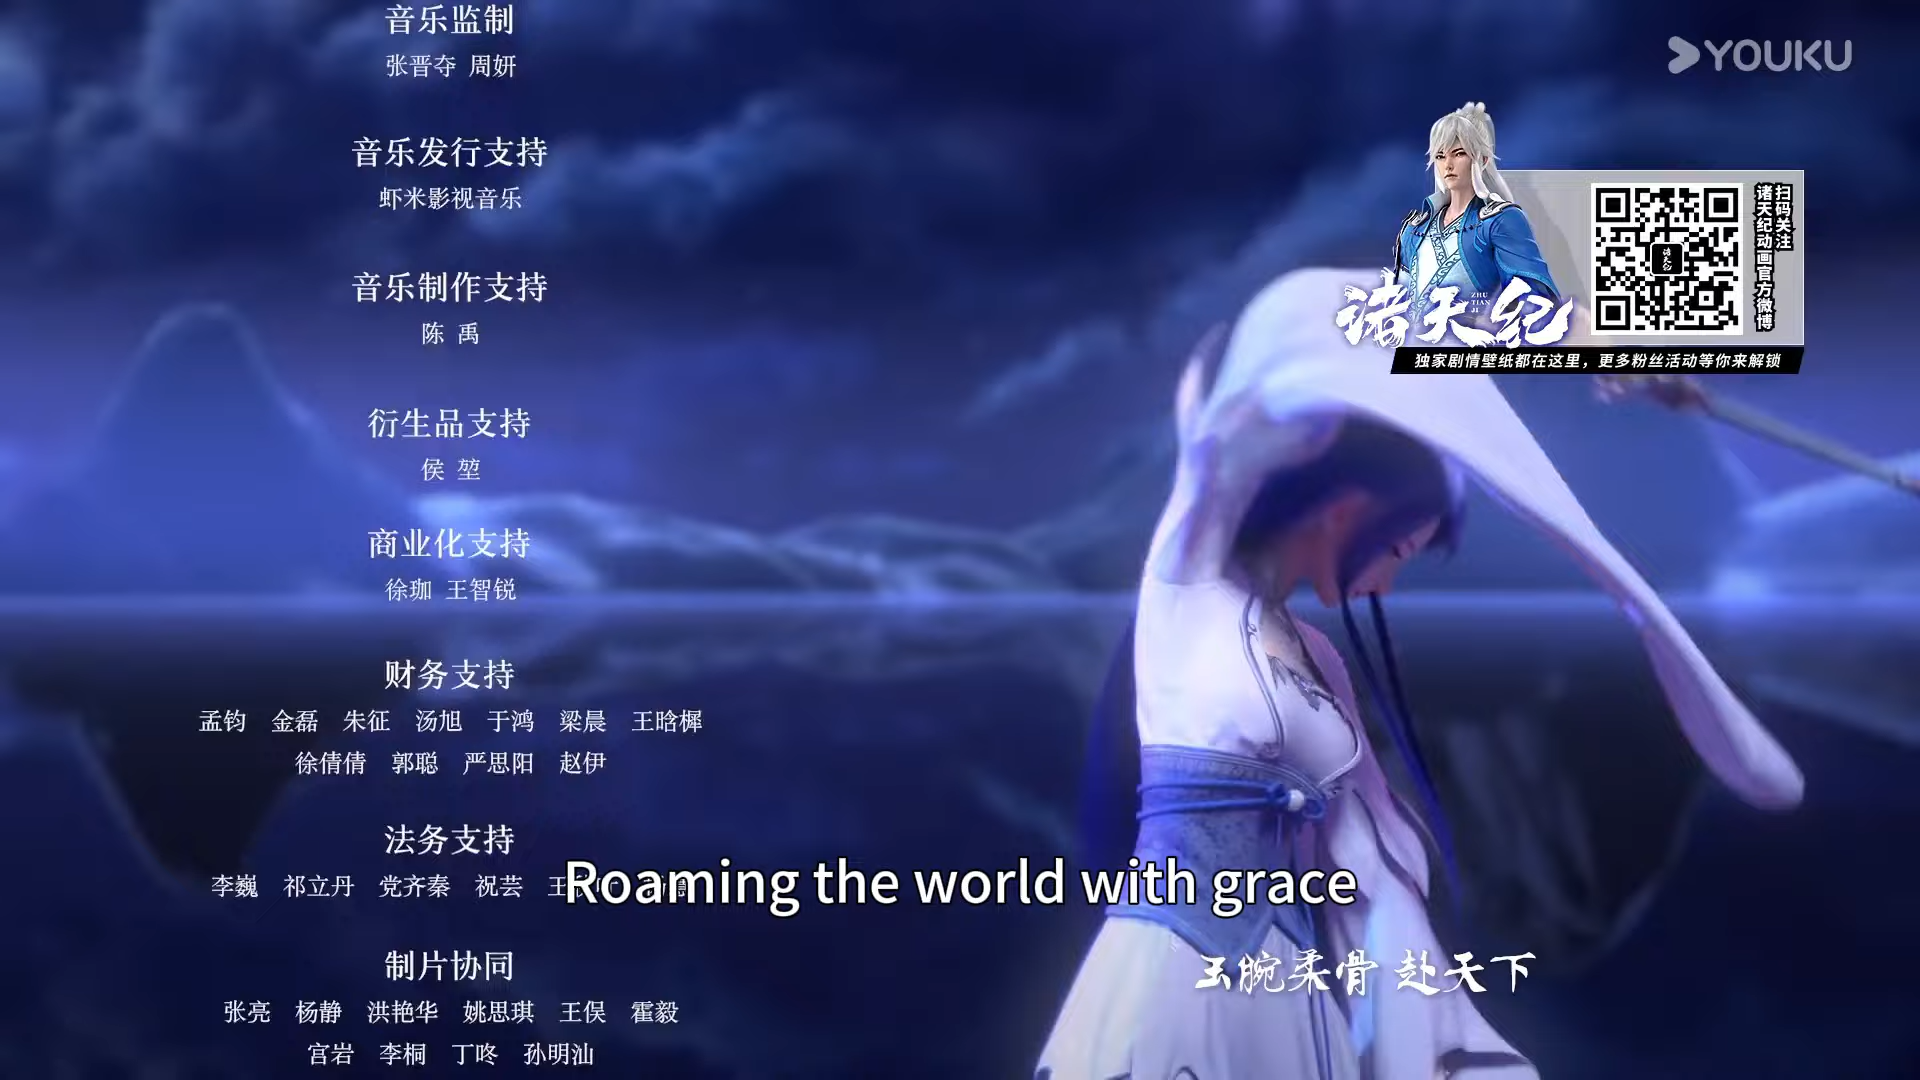 音乐监制
张晋夺 周妍
音乐发行支持
虾米影视音乐
音乐制作支持
陈 禹
衍生品支持
侯 堃
商业化支持
徐珈 王智锐
财务支持
孟钧 金磊 朱征 汤旭 于鸿 梁晨 王晗樨
徐倩倩 郭聪 严思阳 赵伊
法务支持
李巍 祁立丹 党齐秦 祝芸 王
制片协同
张亮 杨静 洪艳华 姚思琪 王俣 霍毅
宫岩 李桐 丁咚 孙明汕
YOUKU
诸天纪
ZHU
TIAN
JI
扫码关注
诸天纪动画官方微博
诸天纪
独家剧情壁纸都在这里，更多粉丝活动等你来解锁
Roaming the world with grace
玉腕柔骨 赴天下